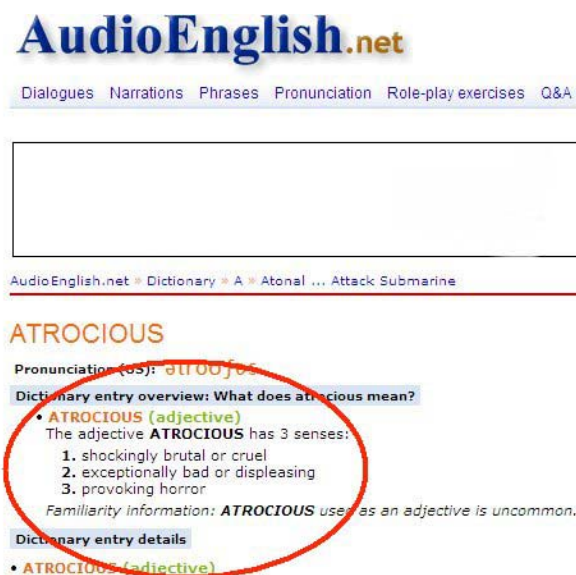 AudioEnglish.net
Dialogues Narrations Phrases Pronunciation Role-play exercises Q&A
AudioEnglish.net » Dictionary » A » Atonal ... Attack Submarine
ATROCIOUS
Pronunciation (US):
Dictionary entry overview: What does atrocious mean?
• ATROCIOUS (adjective)
The adjective ATROCIOUS has 3 senses:
1. shockingly brutal or cruel
2. exceptionally bad or displeasing
3. provoking horror
Familiarity information: ATROCIOUS used as an adjective is uncommon.
Dictionary entry details
• ATROCIOUS (adjective)